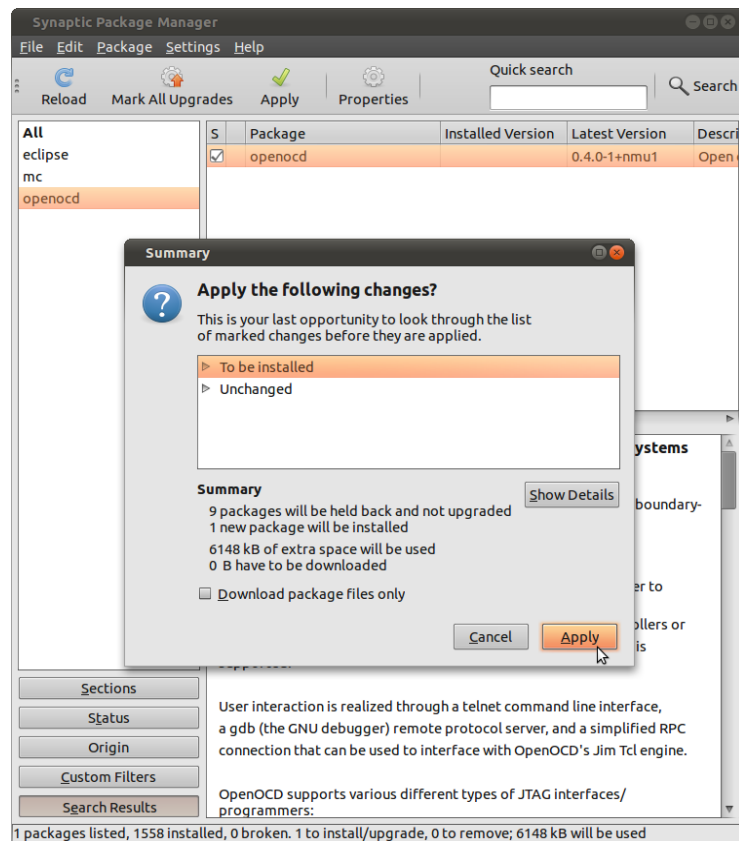 Synaptic Package Manager
File Edit Package Settings Help
Reload Mark All Upgrades Apply Properties Quick search Search
All
eclipse
mc
openocd
S Package Installed Version Latest Version Descri
openocd 0.4.0-1+nmu1 Open
Summary
Apply the following changes?
This is your last opportunity to look through the list
of marked changes before they are applied.
To be installed
Unchanged
Summary
Show Details
9 packages will be held back and not upgraded
1 new package will be installed
6148 kB of extra space will be used
0 B have to be downloaded
Download package files only
Cancel Apply
ystems
boundary-
er to
ollers or
is
Sections
Status
Origin
Custom Filters
Search Results
User interaction is realized through a telnet command line interface,
a gdb (the GNU debugger) remote protocol server, and a simplified RPC
connection that can be used to interface with OpenOCD's Jim Tcl engine.
OpenOCD supports various different types of JTAG interfaces/
programmers:
1 packages listed, 1558 installed, 0 broken. 1 to install/upgrade, 0 to remove; 6148 kB will be used